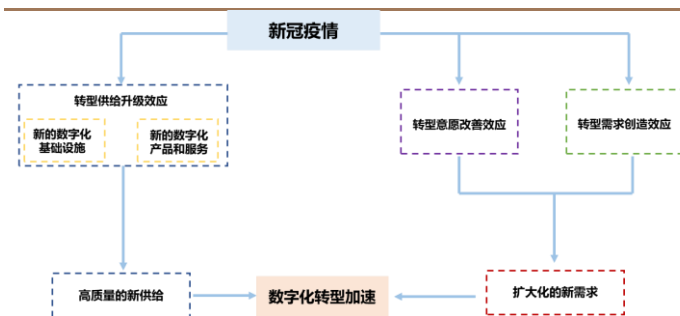 新冠疫情
转型供给升级效应
新的数字化
基础设施
新的数字化
产品和服务
转型意愿改善效应
转型需求创造效应
高质量的新供给
数字化转型加速
扩大化的新需求